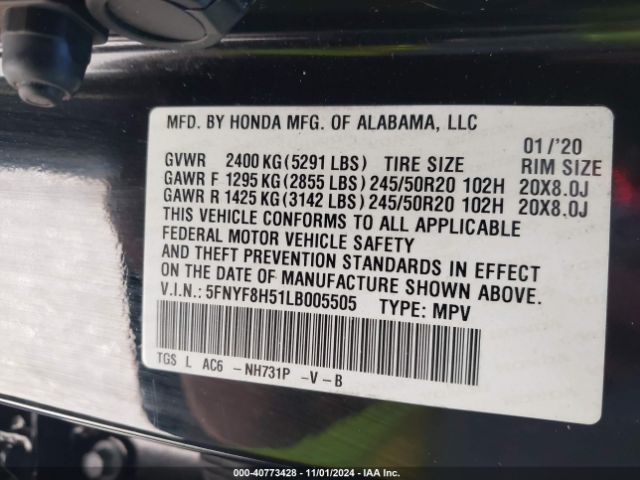 MFD. BY HONDA MFG. OF ALABAMA, LLC
01/'20
GVWR 2400 KG(5291 LBS) TIRE SIZE RIM SIZE
GAWR F 1295 KG(2855 LBS) 245/50R20 102H 20X8.0J
GAWR R 1425 KG(3142 LBS) 245/50R20 102H 20X8.0J
THIS VEHICLE CONFORMS TO ALL APPLICABLE
FEDERAL MOTOR VEHICLE SAFETY
AND THEFT PREVENTION STANDARDS IN EFFECT
ON THE DATE OF MANUFACTURE SHOWN ABOVE.
V.I.N.: 5FNYF8H51LB005505 TYPE: MPV
TGS L AC6 -NH731P -V-B
000-40773428 - 11/01/2024 - IAA Inc.